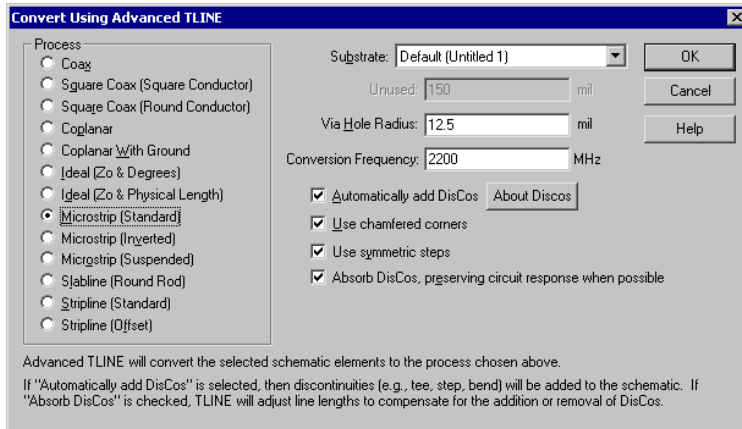 Convert Using Advanced TLINE
Process
Coax
Square Coax (Square Conductor)
Square Coax (Round Conductor)
Coplanar
Coplanar With Ground
Ideal (Zo & Degrees)
Ideal (Zo & Physical Length)
Microstrip (Standard)
Microstrip (Inverted)
Microstrip (Suspended)
Slabline (Round Rod)
Stripline (Standard)
Stripline (Offset)
Substrate: Default (Untitled 1)
Unused: 150 mil
Via Hole Radius: 12.5 mil
Conversion Frequency: 2200 MHz
Automatically add DisCos About Discos
Use chamfered corners
Use symmetric steps
Absorb DisCos, preserving circuit response when possible
OK
Cancel
Help
Advanced TLINE will convert the selected schematic elements to the process chosen above.
If "Automatically add DisCos" is selected, then discontinuities (e.g., tee, step, bend) will be added to the schematic. If
"Absorb DisCos" is checked, TLINE will adjust line lengths to compensate for the addition or removal of DisCos.